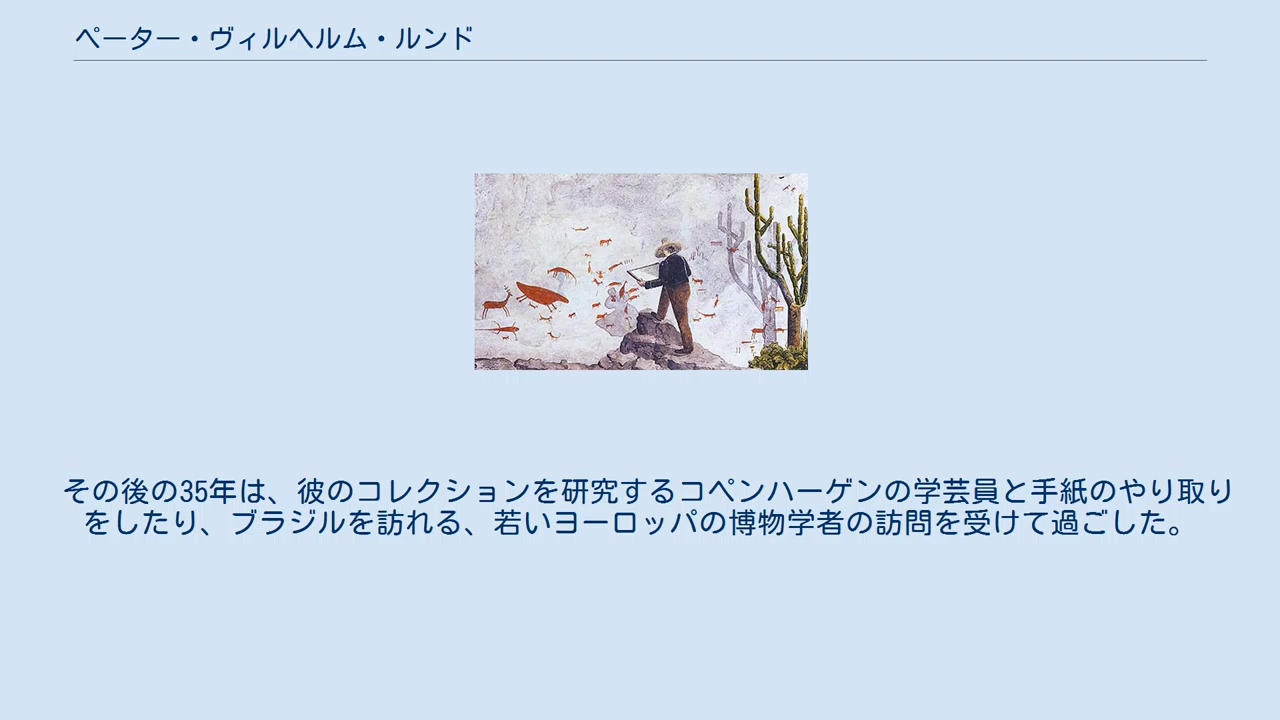 ペーター・ヴィルヘルム・ルンド
その後の35年は、彼のコレクションを研究するコペンハーゲンの学芸員と手紙のやり取り
をしたり、ブラジルを訪れる、若いヨーロッパの博物学者の訪問を受けて過ごした。